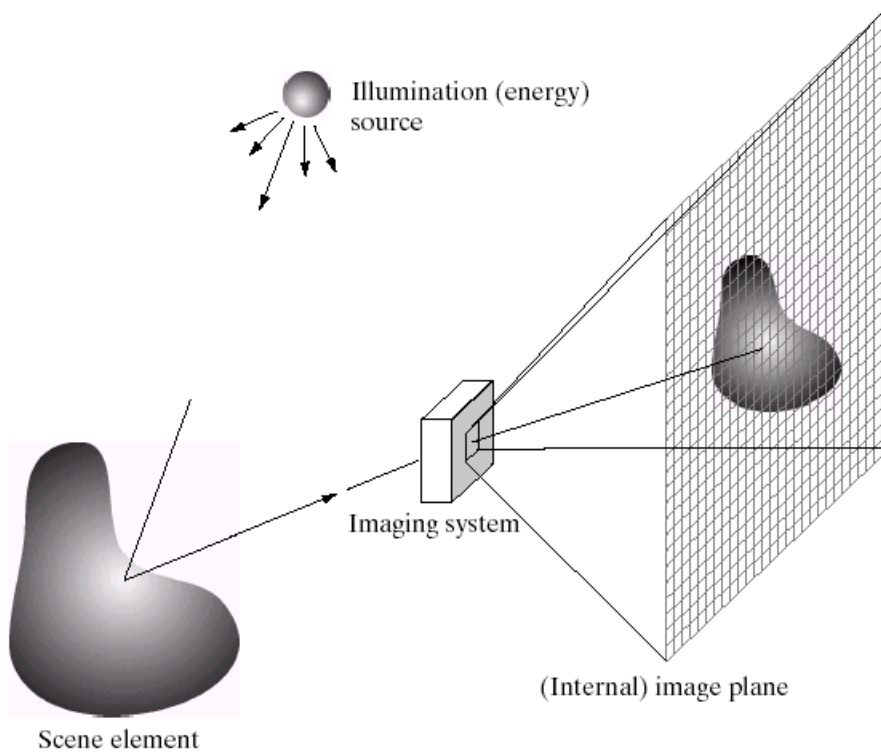 Illumination (energy)
source
Imaging system
(Internal) image plane
Scene element